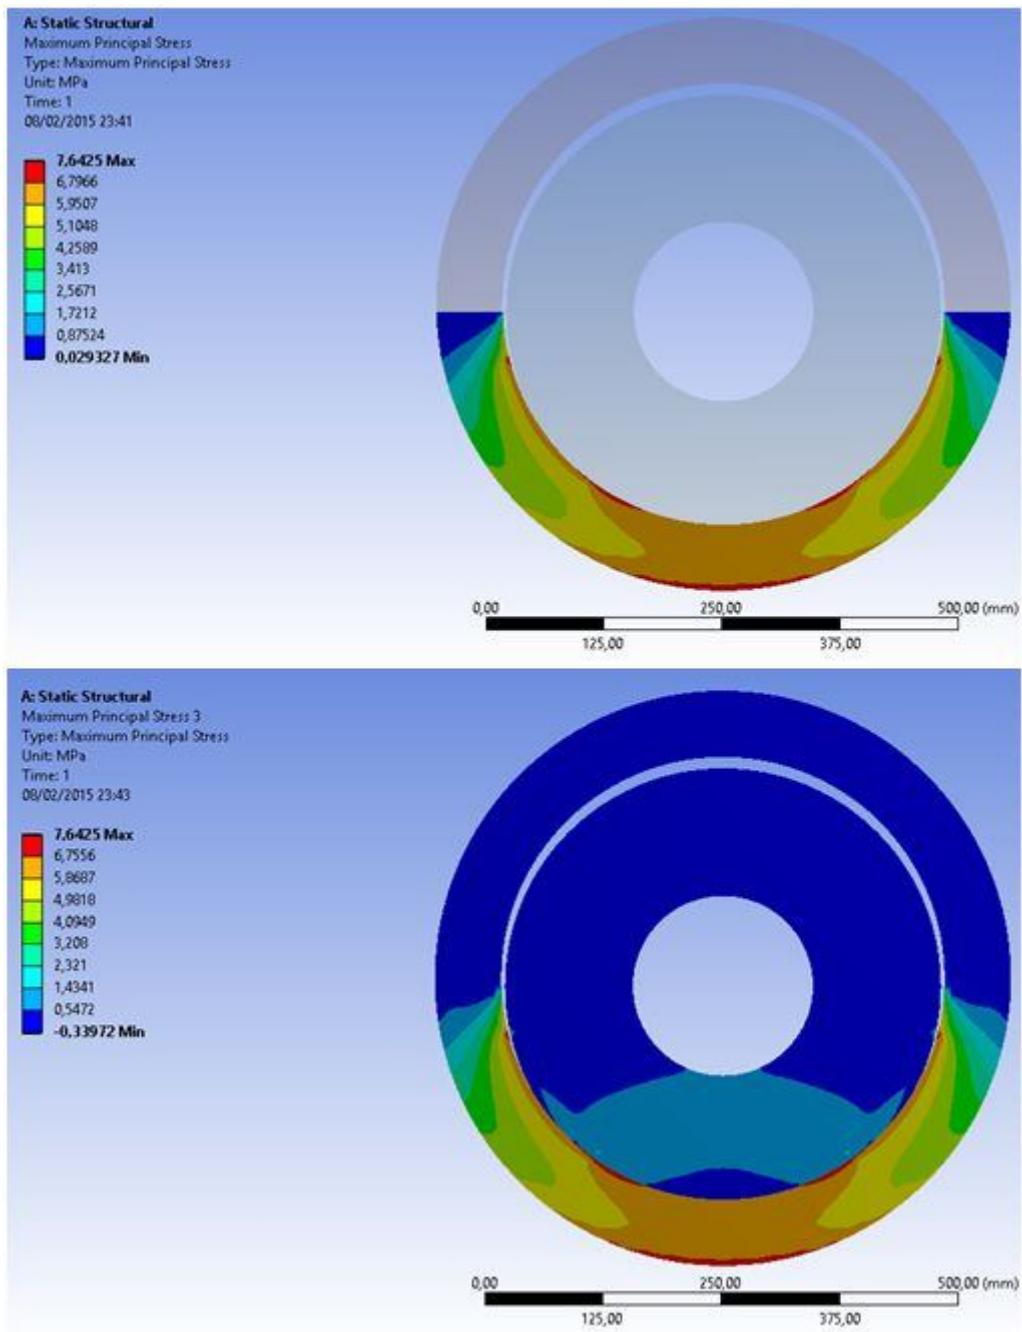 A: Static Structural
Maximum Principal Stress
Type: Maximum Principal Stress
Unit: MPa
Time: 1
08/02/2015 23:41
7,6425 Max
6,7966
5,9507
5,1048
4,2589
3,413
2,5671
1,7212
0,87524
0,029327 Min
0,00 250,00 500,00 (mm)
125,00 375,00
A: Static Structural
Maximum Principal Stress 3
Type: Maximum Principal Stress
Unit: MPa
Time: 1
08/02/2015 23:43
7,6425 Max
6,7556
5,8687
4,9818
4,0949
3,208
2,321
1,4341
0,5472
-0,33972 Min
0,00 250,00 500,00 (mm)
125,00 375,00